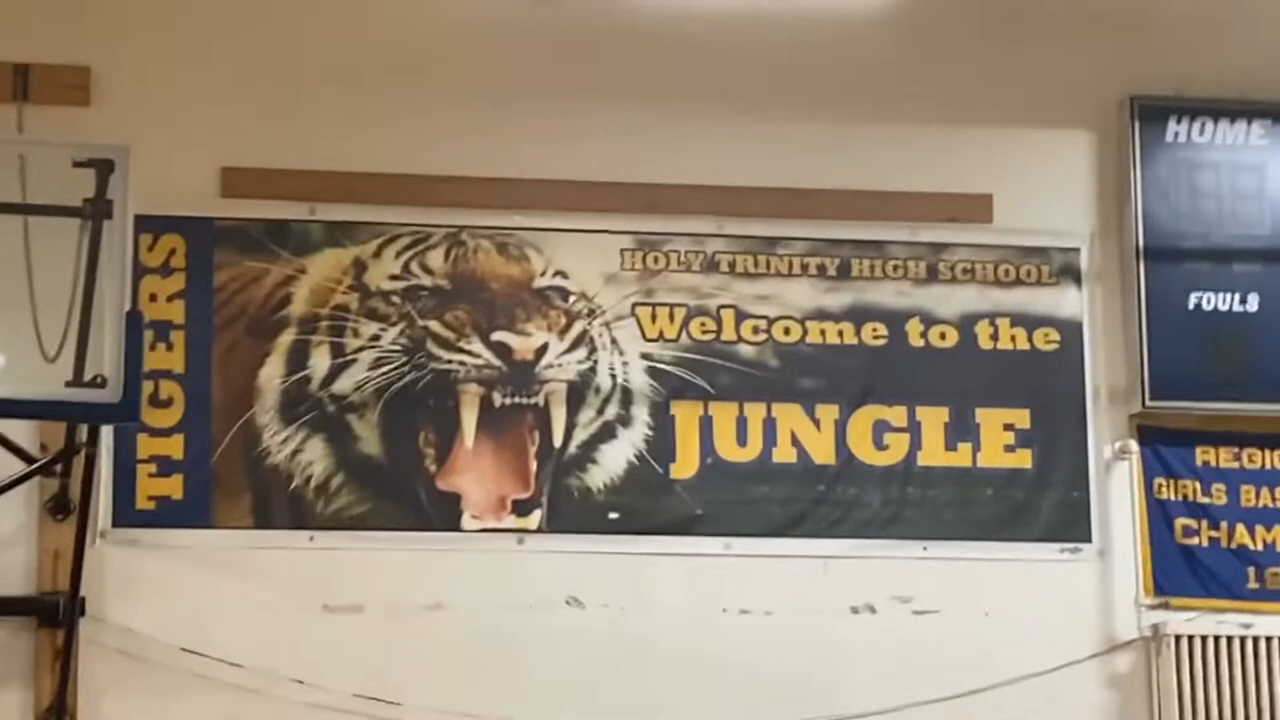 TIGERS
HOLY TRINITY HIGH SCHOOL
Welcome to the
JUNGLE
HOME
FOULS
GIRLS